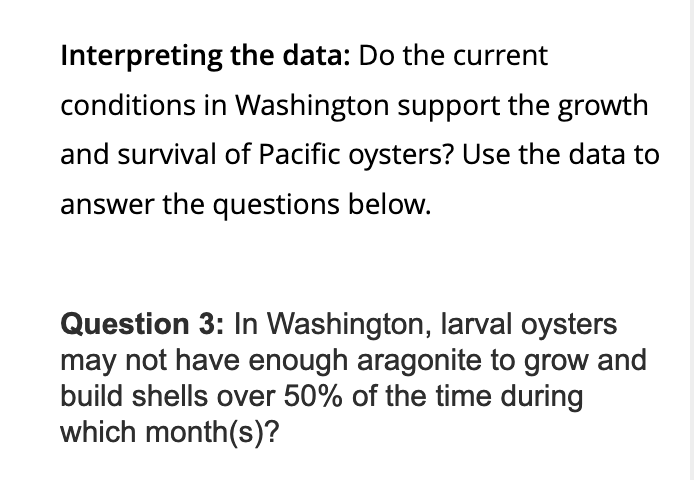 Interpreting the data: Do the current
conditions in Washington support the growth
and survival of Pacific oysters? Use the data to
answer the questions below.
Question 3: In Washington, larval oysters
may not have enough aragonite to grow and
build shells over 50% of the time during
which month(s)?